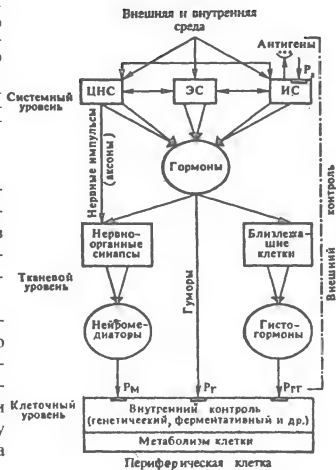 Внешняя и внутренняя
среда
Антигены
Р
ЦНС
ЭС
ИС
Системный
уровень
Нервные импульсы
(аксоны)
Гормоны
контроль
Внешний
Нервно-
органные
синапсы
Близлежа-
щие
клетки
Тканевой
уровень
Гуморы
Нейроме-
диаторы
Гисто-
гормоны
Рм
Рг
Ргг
Клеточный
уровень
Внутренний контроль
(генетический, ферментативный и др.)
Метаболизм клетки
Периферическая клетка